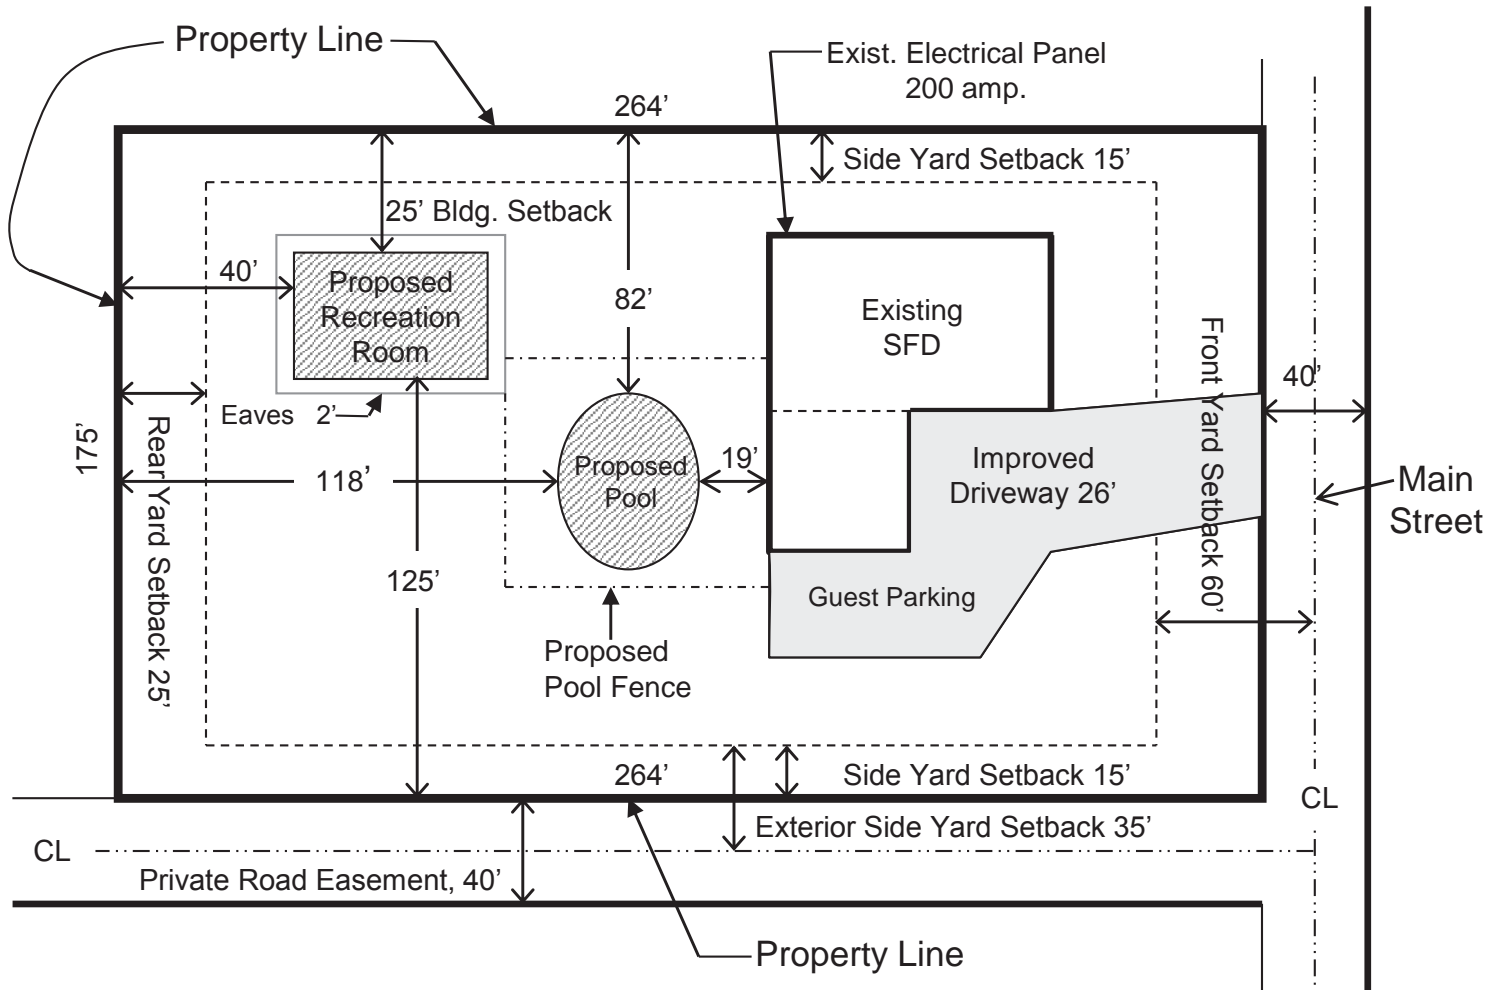 Property Line
Exist. Electrical Panel
200 amp.
264’
Side Yard Setback 15’
25’ Bldg. Setback
40’
82’
Proposed
Recreation
Room
Existing
SFD
Front Yard Setback 60’
40’
Eaves 2’
175’
Rear Yard Setback 25’
118’
Proposed
Pool
19’
Improved
Driveway 26’
Main
Street
125’
Guest Parking
Proposed
Pool Fence
264’
Side Yard Setback 15’
CL
Exterior Side Yard Setback 35’
CL
Private Road Easement, 40’
Property Line